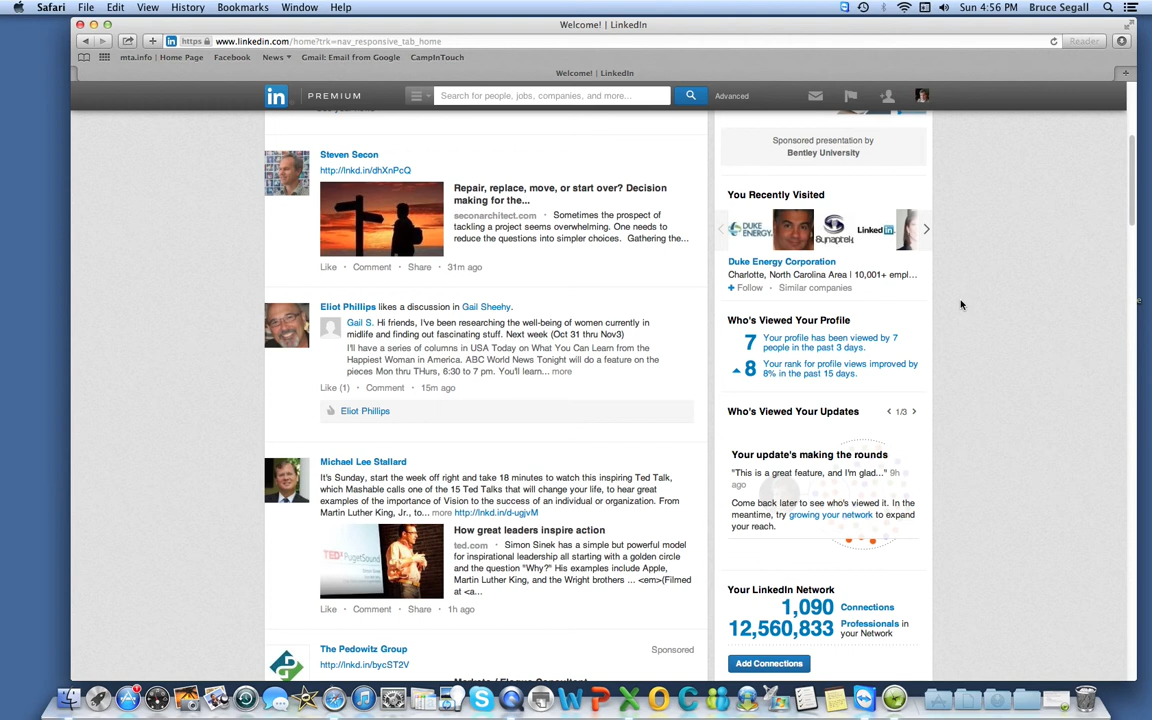 Safari File Edit View History Bookmarks Window Help
Sun 4:56 PM Bruce Segall
Welcome! | LinkedIn
https www.linkedin.com/home?trk=nav_responsive_tab_home
Reader
mta.info | Home Page Facebook News Gmail: Email from Google CampInTouch
Welcome! | LinkedIn
in PREMIUM Search for people, jobs, companies, and more... Advanced
Steven Secon
http://lnkd.in/dhXnPcQ
Repair, replace, move, or start over? Decision
making for the...
seconarchitect.com · Sometimes the prospect of
tackling a project seems overwhelming. One needs to
reduce the questions into simpler choices. Gathering the...
Like · Comment · Share · 31m ago
Eliot Phillips likes a discussion in Gail Sheehy.
Gail S. Hi friends, I've been researching the well-being of women currently in
midlife and finding out fascinating stuff. Next week (Oct 31 thru Nov3)
I'll have a series of columns in USA Today on What You Can Learn from the
Happiest Woman in America. ABC World News Tonight will do a feature on the
pieces Mon thru THurs, 6:30 to 7 pm. You'll learn... more
Like (1) · Comment · 15m ago
Eliot Phillips
Michael Lee Stallard
It's Sunday, start the week off right and take 18 minutes to watch this inspiring Ted Talk,
which Mashable calls one of the 15 Ted Talks that will change your life, to hear great
examples of the importance of Vision to the success of an individual or organization. From
Martin Luther King, Jr., to... more http://lnkd.in/d-ugjvM
TEDxPugetSound
How great leaders inspire action
ted.com · Simon Sinek has a simple but powerful model
for inspirational leadership all starting with a golden circle
and the question "Why?" His examples include Apple,
Martin Luther King, and the Wright brothers ... <em>(Filmed
at <a...
Like · Comment · Share · 1h ago
The Pedowitz Group
Sponsored
http://lnkd.in/bycST2V
Sponsored presentation by
Bentley University
You Recently Visited
DUKE ENERGY. Synaptek Linked in
Duke Energy Corporation
Charlotte, North Carolina Area | 10,001+ empl...
+ Follow · Similar companies
Who's Viewed Your Profile
7 Your profile has been viewed by 7
people in the past 3 days.
8 Your rank for profile views improved by
8% in the past 15 days.
Who's Viewed Your Updates < 1/3 >
Your update's making the rounds
"This is a great feature, and I'm glad..." 9h
ago
Come back later to see who's viewed it. In the
meantime, try growing your network to expand
your reach.
Your LinkedIn Network
1,090 Connections
12,560,833 Professionals in
your Network
Add Connections